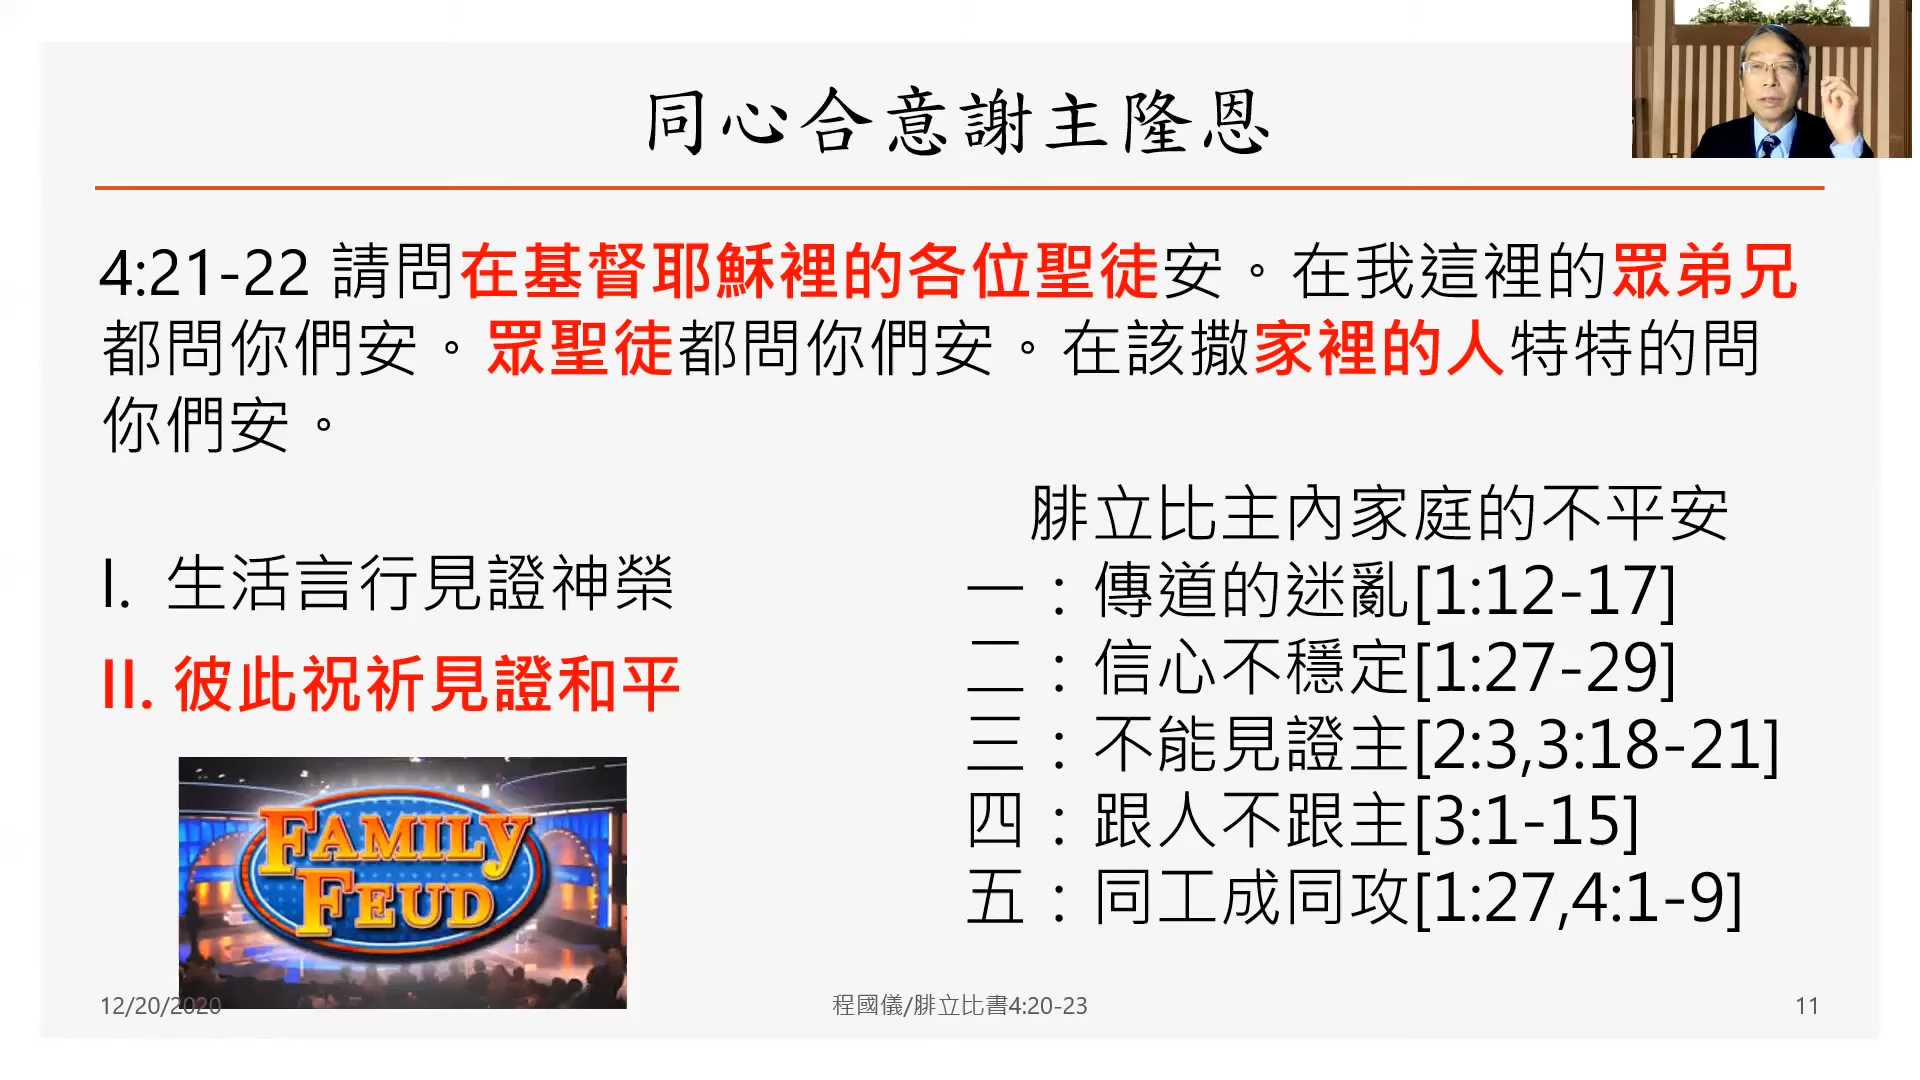 同心合意謝主隆恩
4:21-22 請問在基督耶穌裡的各位聖徒安。在我這裡的眾弟兄
都問你們安。眾聖徒都問你們安。在該撒家裡的人特特的問
你們安。
I. 生活言行見證神榮
II. 彼此祝祈見證和平
FAMILY
FEUD
腓立比主內家庭的不平安
一：傳道的迷亂[1:12-17]
二：信心不穩定[1:27-29]
三：不能見證主[2:3,3:18-21]
四：跟人不跟主[3:1-15]
五：同工成同攻[1:27,4:1-9]
12/20/2020
程國儀/腓立比書4:20-23
11